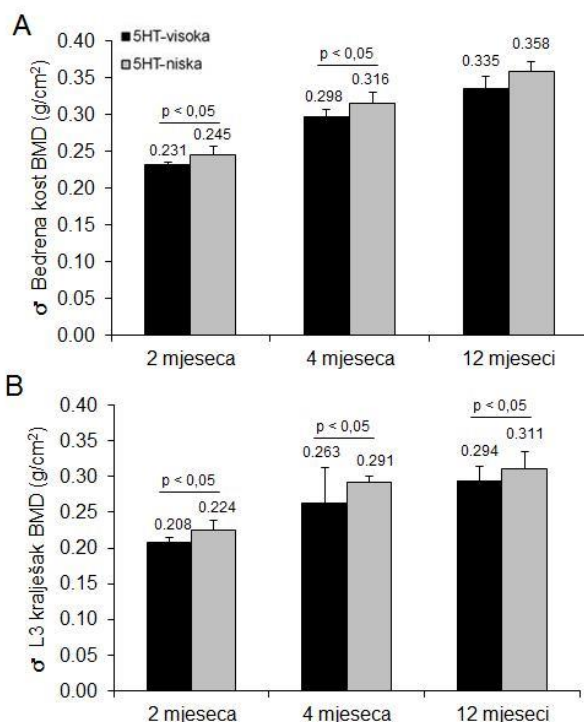 A
5HT-visoka
5HT-niska
♂ Bedrena kost BMD (g/cm²)
0.40
0.35
0.30
0.25
0.20
0.15
0.10
0.05
0.00
p < 0,05
0.231
0.245
p < 0,05
0.298
0.316
0.335
0.358
2 mjeseca
4 mjeseca
12 mjeseci
B
♂ L3 kralješak BMD (g/cm²)
0.40
0.35
0.30
0.25
0.20
0.15
0.10
0.05
0.00
p < 0,05
0.208
0.224
p < 0,05
0.263
0.291
p < 0,05
0.294
0.311
2 mjeseca
4 mjeseca
12 mjeseci